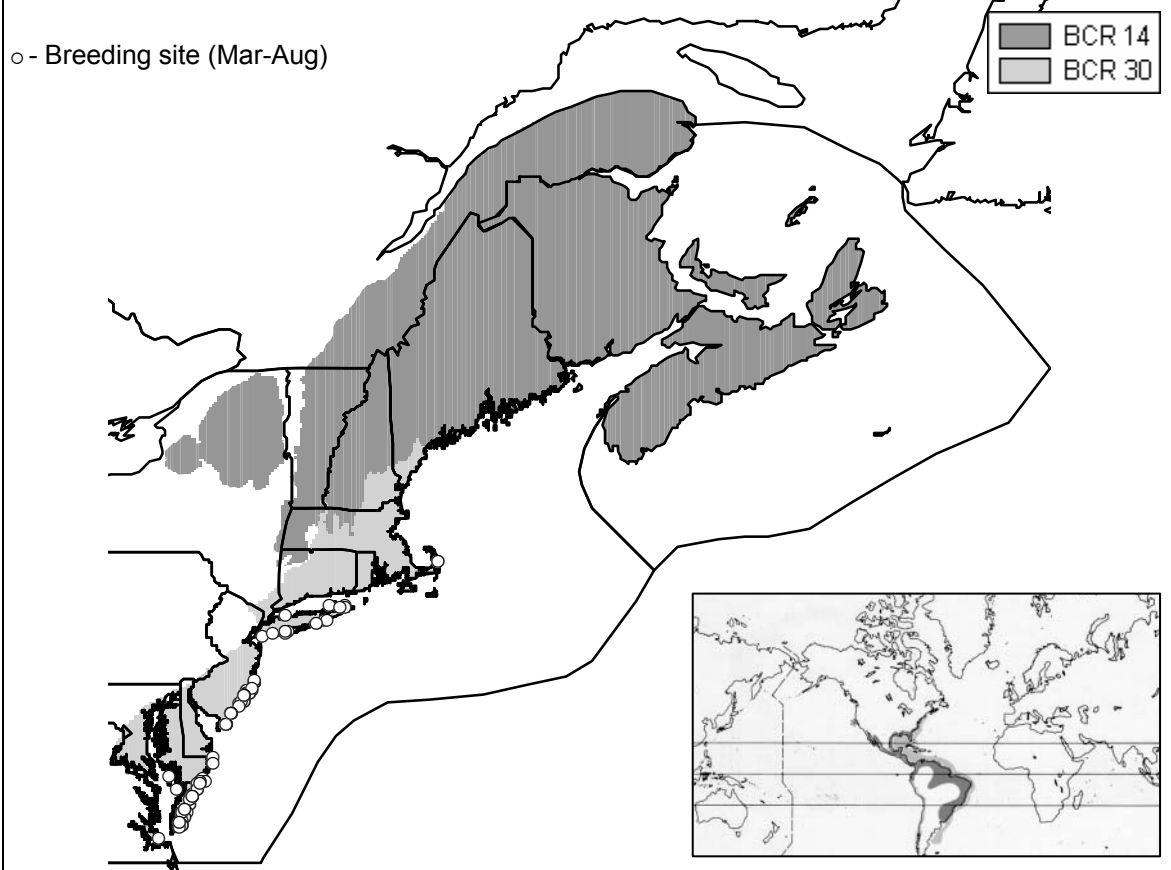 ○ - Breeding site (Mar-Aug)
BCR 14
BCR 30